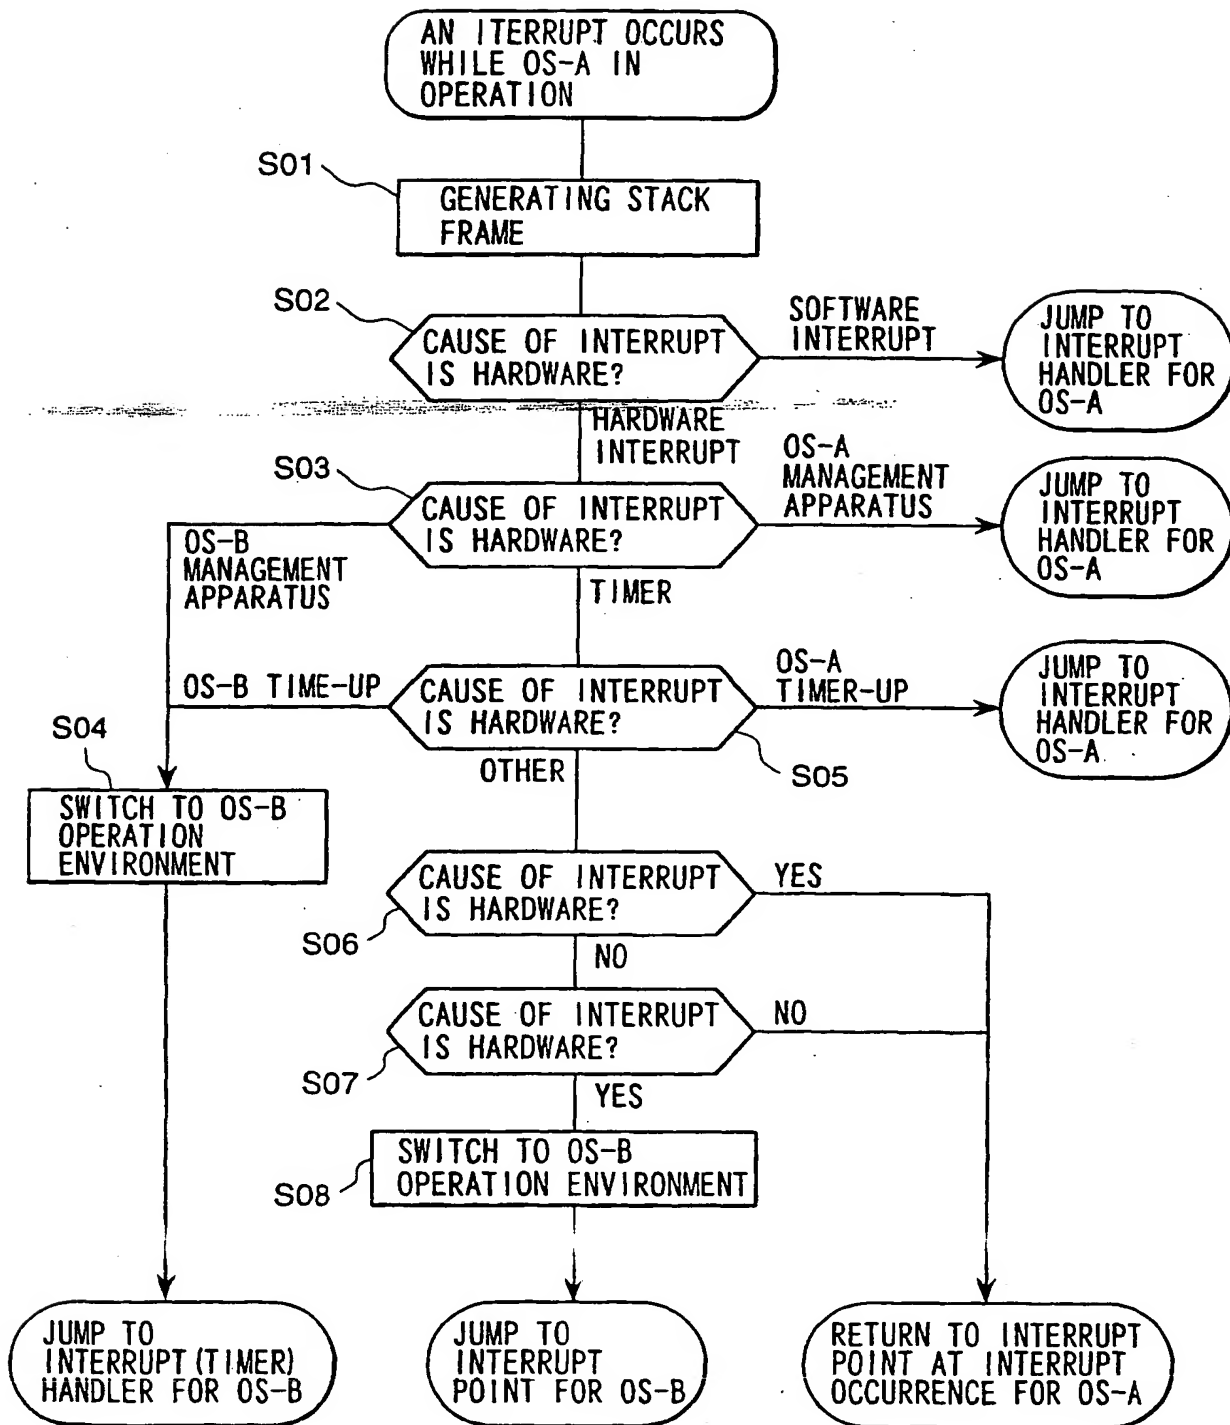 AN ITERRUPT OCCURS
WHILE OS-A IN
OPERATION
S01
GENERATING STACK
FRAME
S02
CAUSE OF INTERRUPT
IS HARDWARE?
SOFTWARE
INTERRUPT
JUMP TO
INTERRUPT
HANDLER FOR
OS-A
HARDWARE
INTERRUPT
S03
CAUSE OF INTERRUPT
IS HARDWARE?
OS-A
MANAGEMENT
APPARATUS
JUMP TO
INTERRUPT
HANDLER FOR
OS-A
OS-B
MANAGEMENT
APPARATUS
TIMER
OS-B TIME-UP
CAUSE OF INTERRUPT
IS HARDWARE?
OS-A
TIMER-UP
JUMP TO
INTERRUPT
HANDLER FOR
OS-A
S04
OTHER
S05
SWITCH TO OS-B
OPERATION
ENVIRONMENT
CAUSE OF INTERRUPT
IS HARDWARE?
YES
S06
NO
CAUSE OF INTERRUPT
IS HARDWARE?
NO
S07
YES
SWITCH TO OS-B
OPERATION ENVIRONMENT
S08
JUMP TO
INTERRUPT(TIMER)
HANDLER FOR OS-B
JUMP TO
INTERRUPT
POINT FOR OS-B
RETURN TO INTERRUPT
POINT AT INTERRUPT
OCCURRENCE FOR OS-A